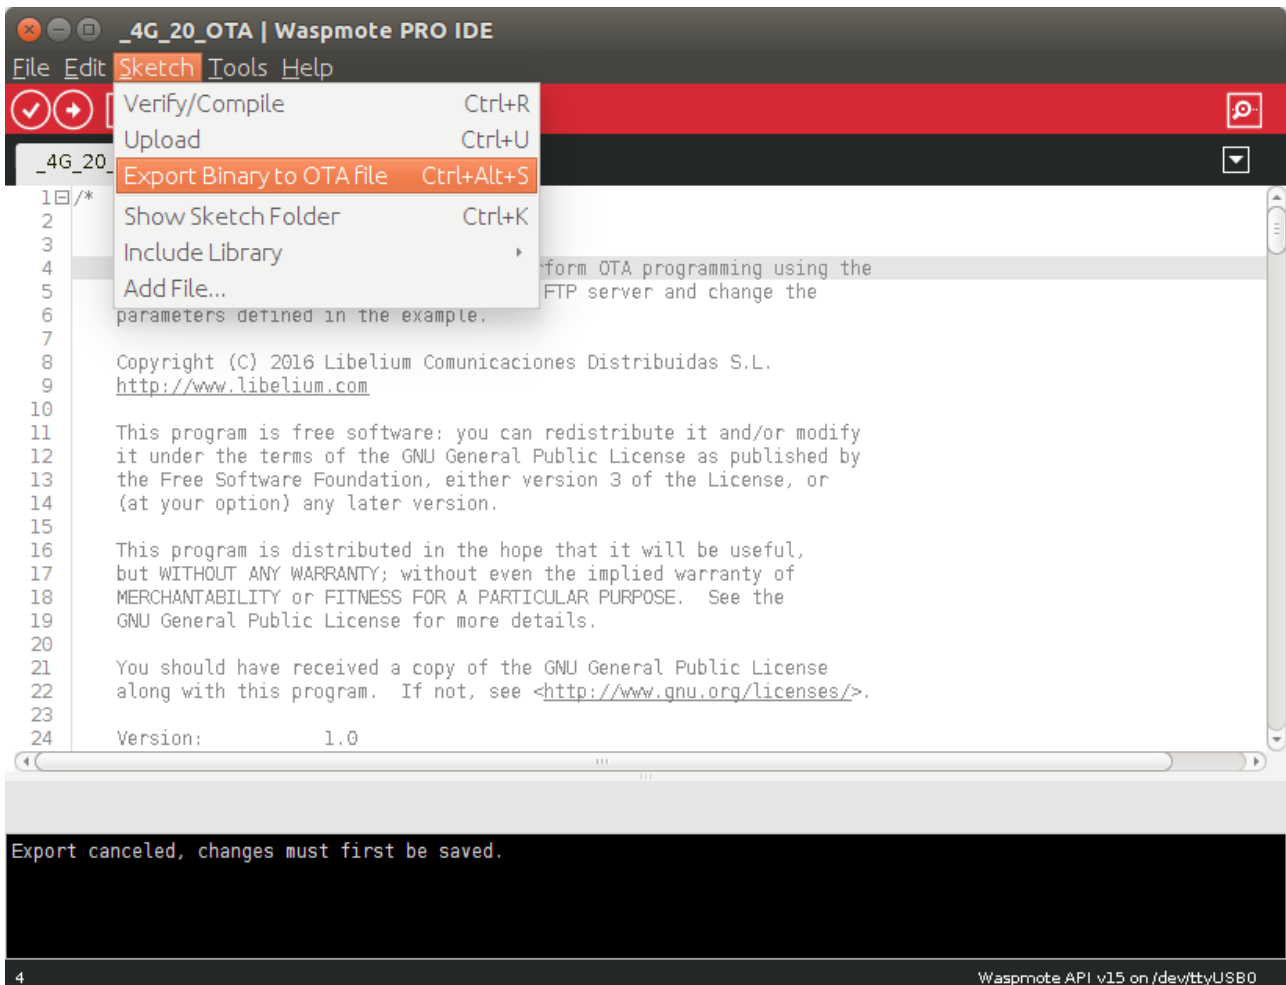 _4G_20_OTA | Waspmote PRO IDE
File Edit Sketch Tools Help
Verify/Compile Ctrl+R
Upload Ctrl+U
_4G_20_
Export Binary to OTA file Ctrl+Alt+S
Show Sketch Folder Ctrl+K
Include Library
Add File...
1 /*
2
3
4 form OTA programming using the
5 FTP server and change the
6 parameters defined in the example.
7
8 Copyright (C) 2016 Libelium Comunicaciones Distribuidas S.L.
9 http://www.libelium.com
10
11 This program is free software: you can redistribute it and/or modify
12 it under the terms of the GNU General Public License as published by
13 the Free Software Foundation, either version 3 of the License, or
14 (at your option) any later version.
15
16 This program is distributed in the hope that it will be useful,
17 but WITHOUT ANY WARRANTY; without even the implied warranty of
18 MERCHANTABILITY or FITNESS FOR A PARTICULAR PURPOSE.  See the
19 GNU General Public License for more details.
20
21 You should have received a copy of the GNU General Public License
22 along with this program.  If not, see <http://www.gnu.org/licenses/>.
23
24 Version: 1.0
Export canceled, changes must first be saved.
4 Waspmote API v15 on /dev/ttyUSB0